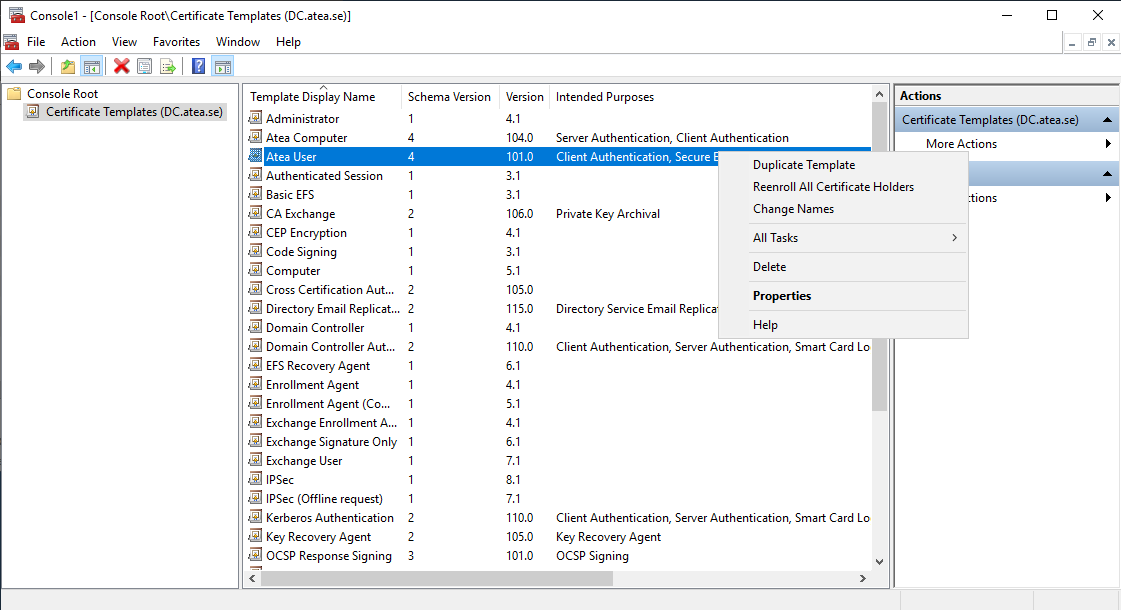 Console1 - [Console Root\Certificate Templates (DC.atea.se)]
File Action View Favorites Window Help
Console Root
Certificate Templates (DC.atea.se)
Template Display Name Schema Version Version Intended Purposes
Administrator 1 4.1
Atea Computer 4 104.0 Server Authentication, Client Authentication
Atea User 4 101.0 Client Authentication, Secure E
Authenticated Session 1 3.1
Basic EFS 1 3.1
CA Exchange 2 106.0 Private Key Archival
CEP Encryption 1 4.1
Code Signing 1 3.1
Computer 1 5.1
Cross Certification Aut... 2 105.0
Directory Email Replicat... 2 115.0 Directory Service Email Replicat
Domain Controller 1 4.1
Domain Controller Aut... 2 110.0 Client Authentication, Server Authentication, Smart Card Lo
EFS Recovery Agent 1 6.1
Enrollment Agent 1 4.1
Enrollment Agent (Co... 1 5.1
Exchange Enrollment A... 1 4.1
Exchange Signature Only 1 6.1
Exchange User 1 7.1
IPSec 1 8.1
IPSec (Offline request) 1 7.1
Kerberos Authentication 2 110.0 Client Authentication, Server Authentication, Smart Card Lo
Key Recovery Agent 2 105.0 Key Recovery Agent
OCSP Response Signing 3 101.0 OCSP Signing
Duplicate Template
Reenroll All Certificate Holders
Change Names
All Tasks
Delete
Properties
Help
Actions
Certificate Templates (DC.atea.se)
More Actions
ctions